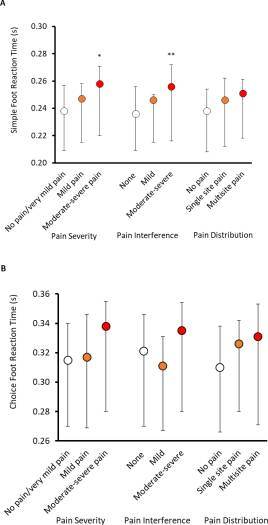 A
Simple Foot Reaction Time (s)
0.30
0.28
0.26
0.24
0.22
0.20
*
**
No pain/very mild pain
Mild pain
Moderate-severe pain
None
Mild
Moderate-severe
No pain
Single site pain
Multisite pain
Pain Severity
Pain Interference
Pain Distribution
B
Choice Foot Reaction Time (s)
0.36
0.34
0.32
0.30
0.28
0.26
No pain/very mild pain
Mild pain
Moderate-severe pain
None
Mild
Moderate-severe
No pain
Single site pain
Multisite pain
Pain Severity
Pain Interference
Pain Distribution